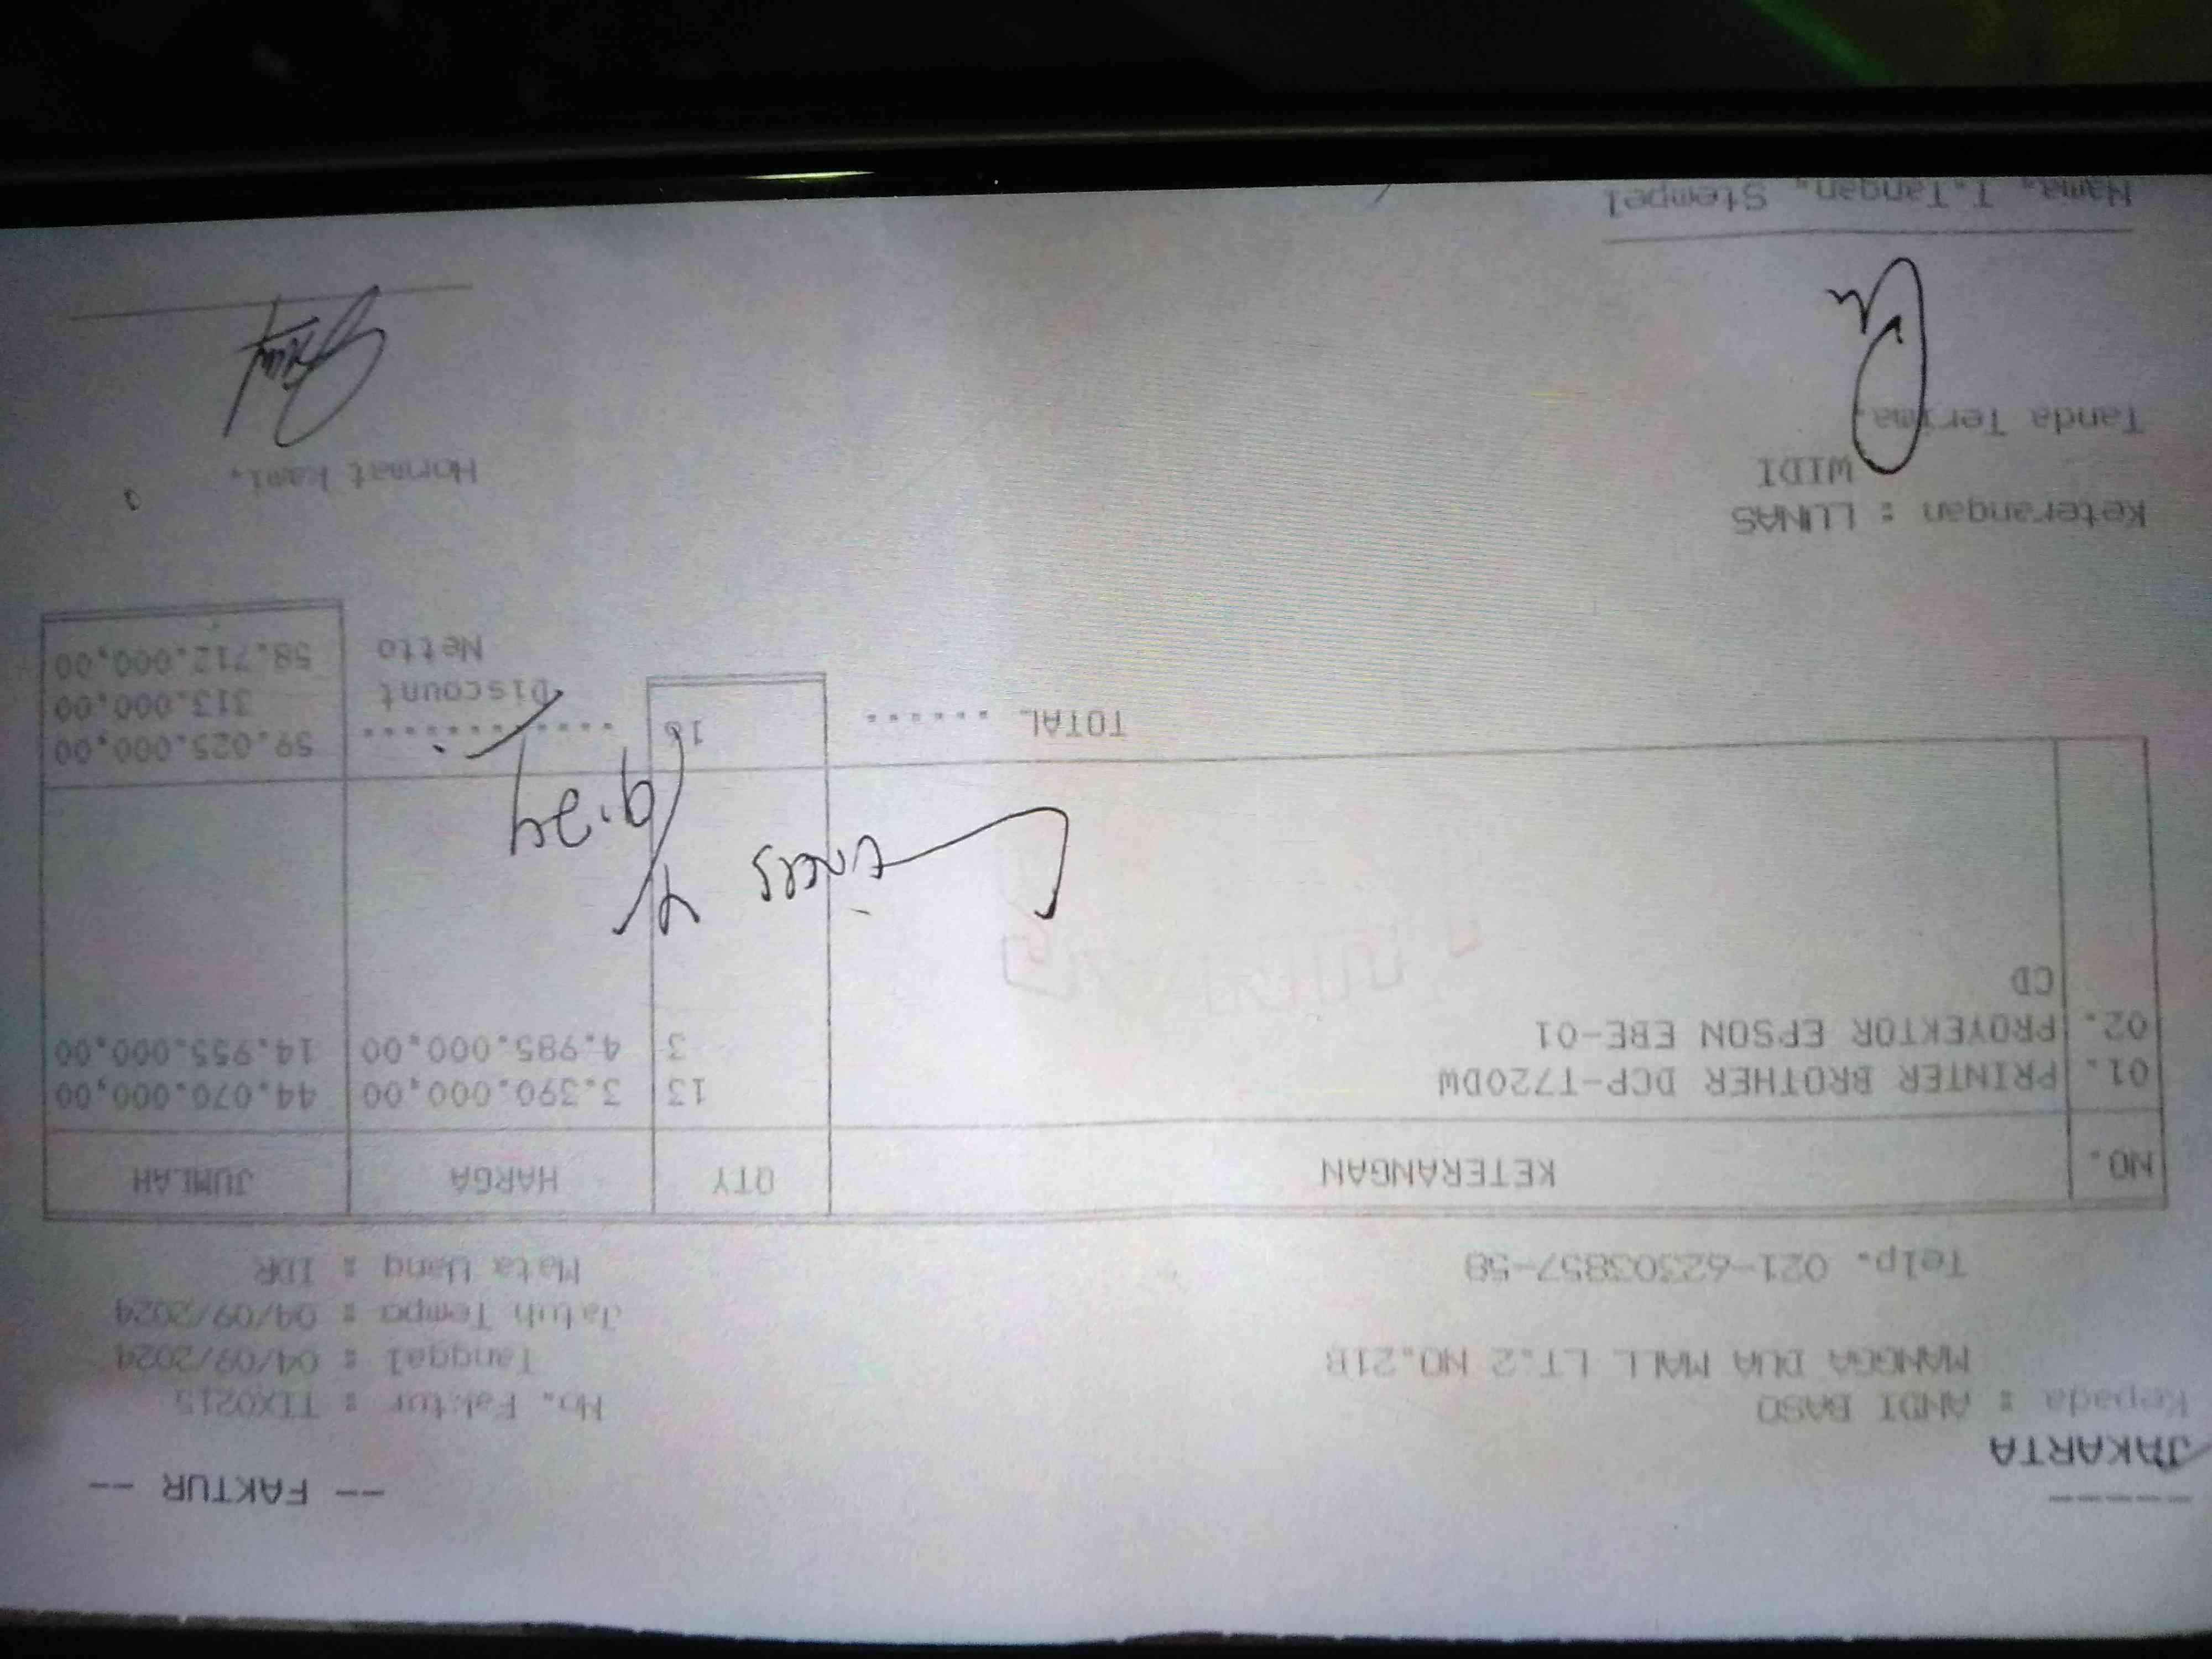 -----
JAKARTA
-- FAKTUR --
Kepada : ANDI BASO
MANGGA DUA MALL LT.2 NO.21B
Telp. 021-62303857-58
No. Faktur : TIX0215
Tanggal : 04/09/2024
Jatuh Tempo : 04/09/2024
Mata Uang : IDR
NO. KETERANGAN QTY HARGA JUMLAH
01. PRINTER BROTHER DCP-T720DW 13 3.390.000,00 44.070.000,00
02. PROYEKTOR EPSON EBE-01 3 4.985.000,00 14.955.000,00
CD
Lunas 4/9.24
TOTAL ...... 16 ............ 59.025.000,00
Discount 313.000,00
Netto 58.712.000,00
Keterangan : LUNAS
WIDI
Tanda Terima,
Hormat kami,
Nama, T.Tangan, Stempel